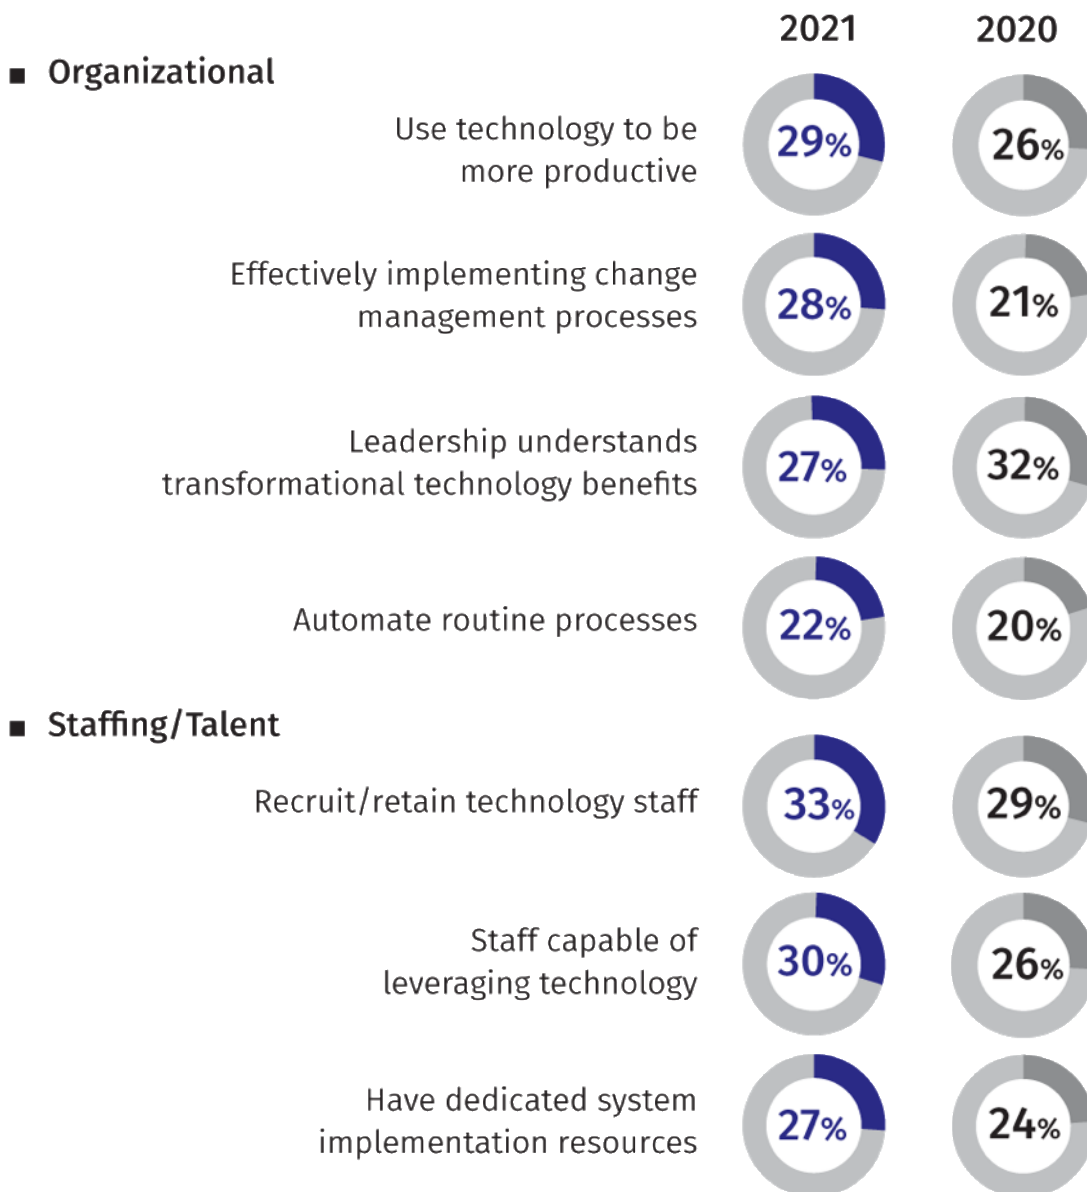 2021 2020
■ Organizational
Use technology to be
more productive
29% 26%
Effectively implementing change
management processes
28% 21%
Leadership understands
transformational technology benefits
27% 32%
Automate routine processes
22% 20%
■ Staffing/Talent
Recruit/retain technology staff
33% 29%
Staff capable of
leveraging technology
30% 26%
Have dedicated system
implementation resources
27% 24%